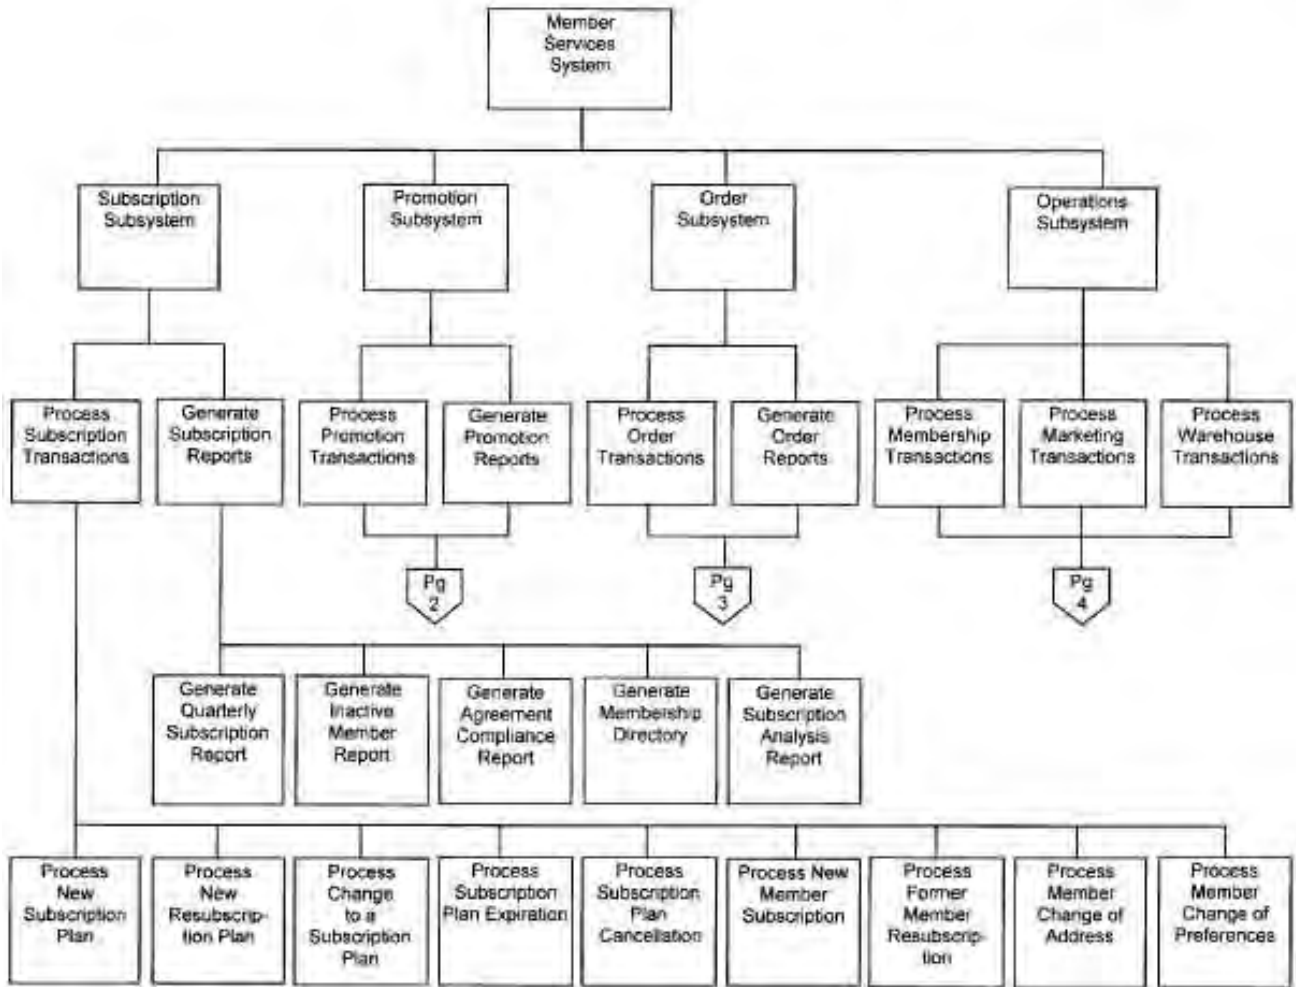 Member
Services
System
Subscription
Subsystem
Promotion
Subsystem
Order
Subsystem
Operations
Subsystem
Process
Subscription
Transactions
Generate
Subscription
Reports
Process
Promotion
Transactions
Generate
Promotion
Reports
Process
Order
Transactions
Generate
Order
Reports
Process
Membership
Transactions
Process
Marketing
Transactions
Process
Warehouse
Transactions
Pg
2
Pg
3
Pg
4
Generate
Quarterly
Subscription
Report
Generate
Inactive
Member
Report
Generate
Agreement
Compliance
Report
Generate
Membership
Directory
Generate
Subscription
Analysis
Report
Process
New
Subscription
Plan
Process
New
Resubscrip-
tion Plan
Process
Change
to a
Subscription
Plan
Process
Subscription
Plan Expiration
Process
Subscription
Plan
Cancellation
Process New
Member
Subscription
Process
Former
Member
Resubscrip-
tion
Process
Member
Change of
Address
Process
Member
Change of
Preferences